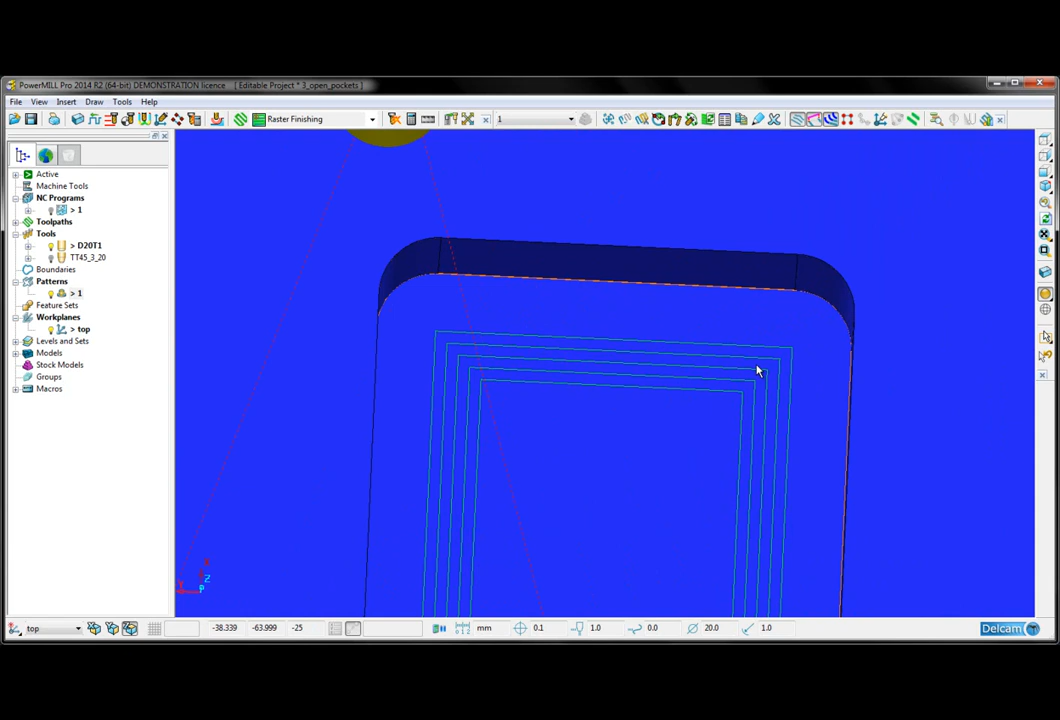 PowerMILL Pro 2014 R2 (64-bit) DEMONSTRATION licence [ Editable Project * 3_open_pockets ]
File View Insert Draw Tools Help
Raster Finishing 1
Active
Machine Tools
NC Programs
> 1
Toolpaths
Tools
> D20T1
TT45_3_20
Boundaries
Patterns
> 1
Feature Sets
Workplanes
> top
Levels and Sets
Models
Stock Models
Groups
Macros
Z
top -38.339 -63.999 -25 mm 0.1 1.0 0.0 20.0 1.0 Delcam